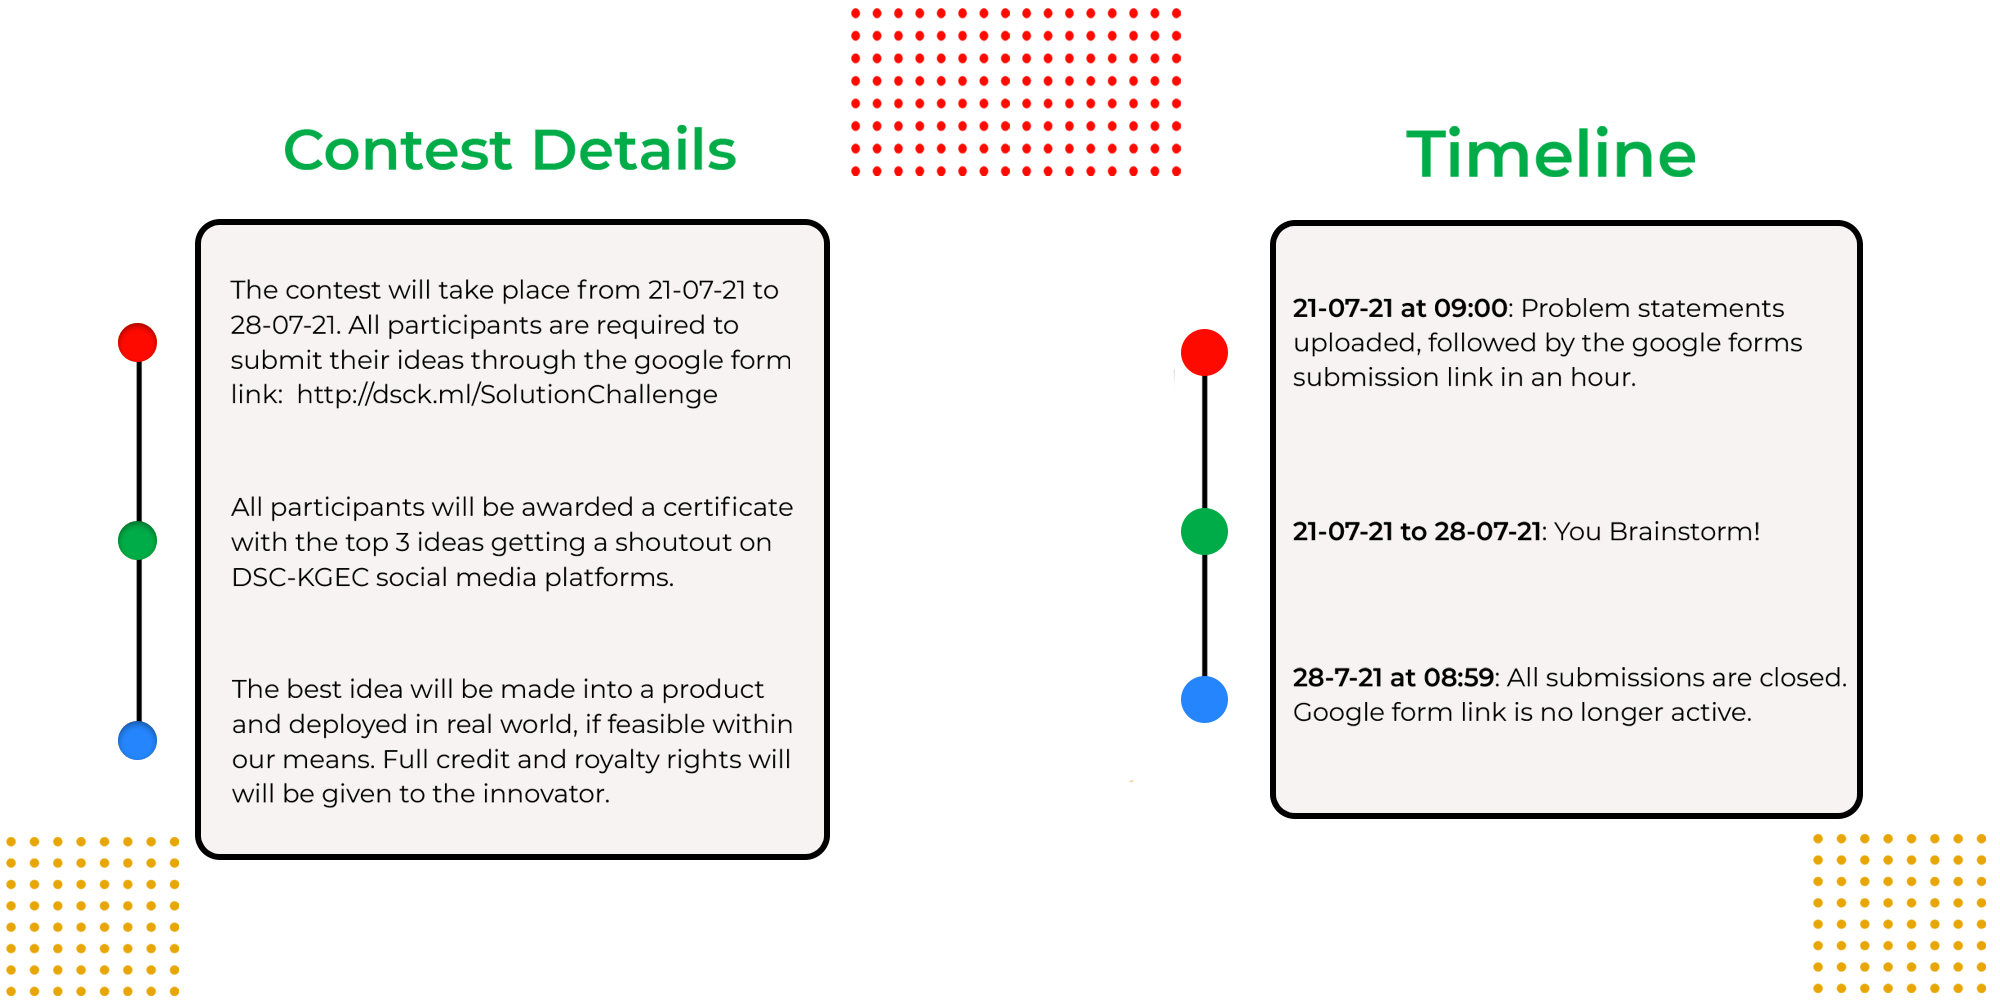 Contest Details
The contest will take place from 21-07-21 to
28-07-21. All participants are required to
submit their ideas through the google form
link:  http://dsck.ml/SolutionChallenge
All participants will be awarded a certificate
with the top 3 ideas getting a shoutout on
DSC-KGEC social media platforms.
The best idea will be made into a product
and deployed in real world, if feasible within
our means. Full credit and royalty rights will
will be given to the innovator.
Timeline
21-07-21 at 09:00: Problem statements
uploaded, followed by the google forms
submission link in an hour.
21-07-21 to 28-07-21: You Brainstorm!
28-7-21 at 08:59: All submissions are closed.
Google form link is no longer active.